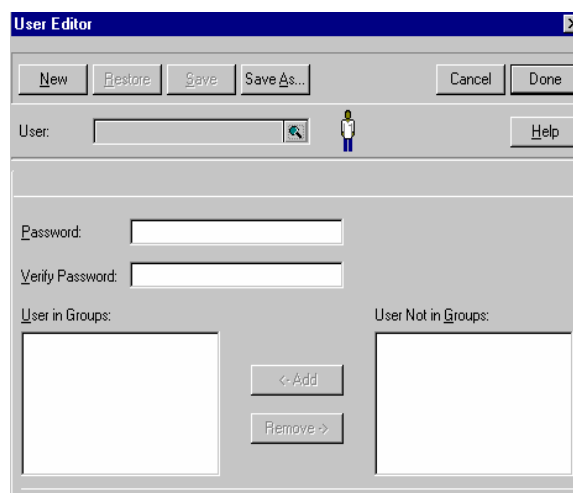 User Editor
New Restore Save Save As... Cancel Done
User: Help
Password:
Verify Password:
User in Groups: User Not in Groups:
<- Add
Remove ->